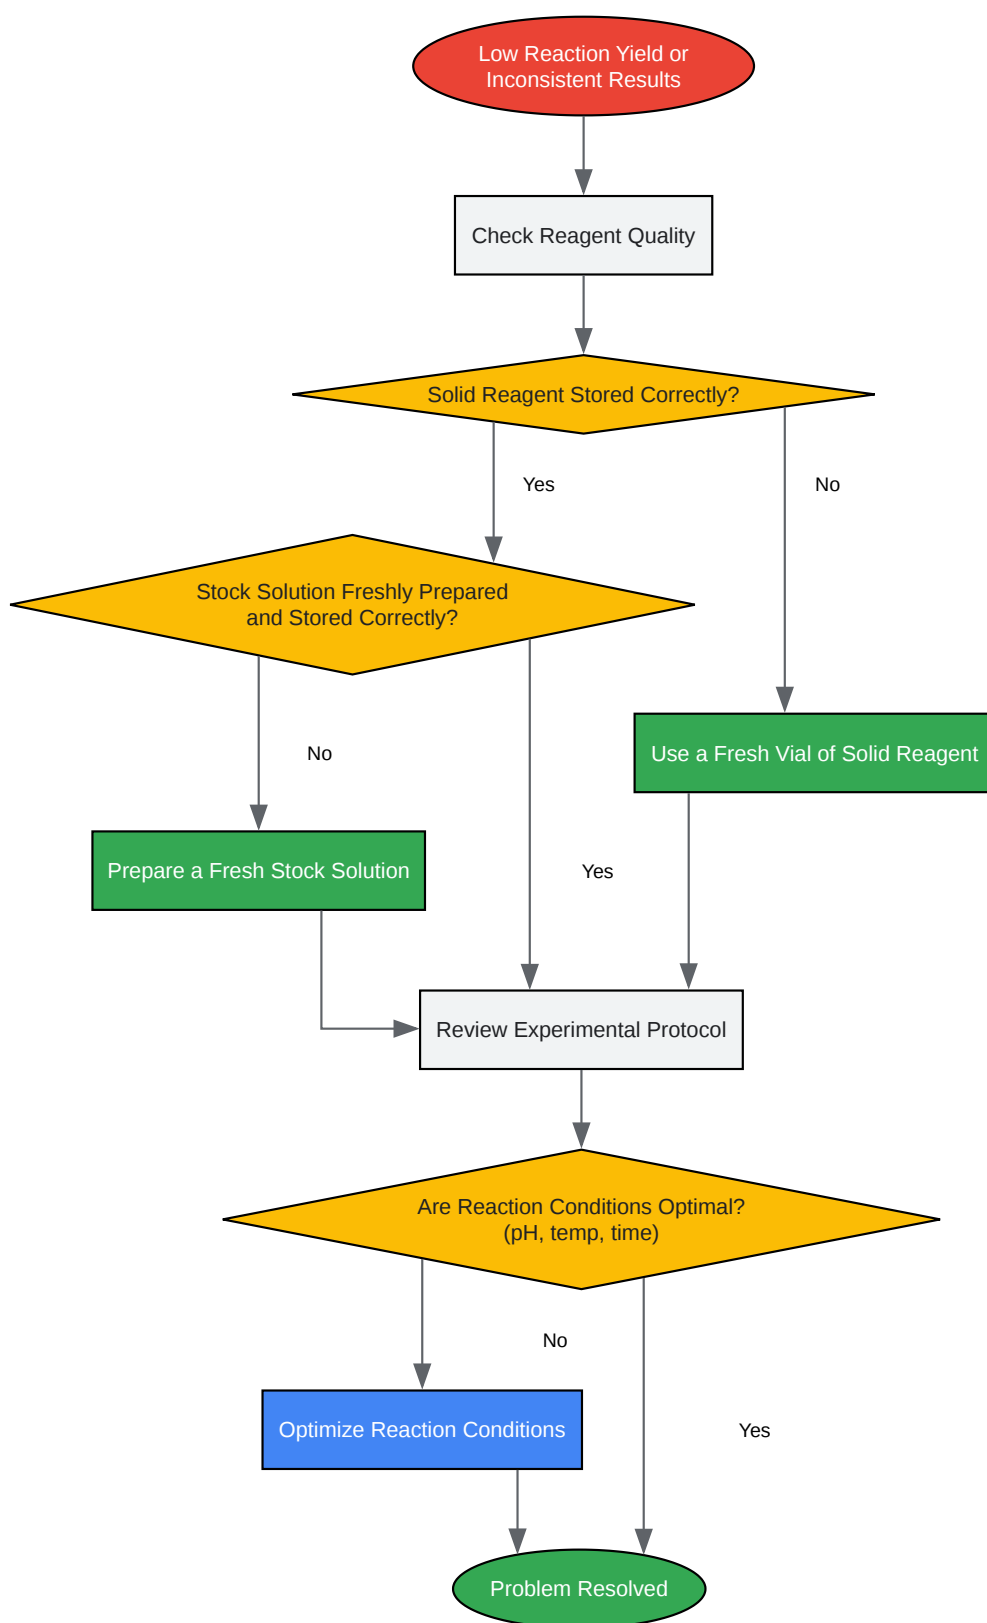 Low Reaction Yield or
Inconsistent Results
Check Reagent Quality
Solid Reagent Stored Correctly?
Yes
No
Stock Solution Freshly Prepared
and Stored Correctly?
No
Use a Fresh Vial of Solid Reagent
Prepare a Fresh Stock Solution
Yes
Review Experimental Protocol
Are Reaction Conditions Optimal?
(pH, temp, time)
No
Optimize Reaction Conditions
Yes
Problem Resolved